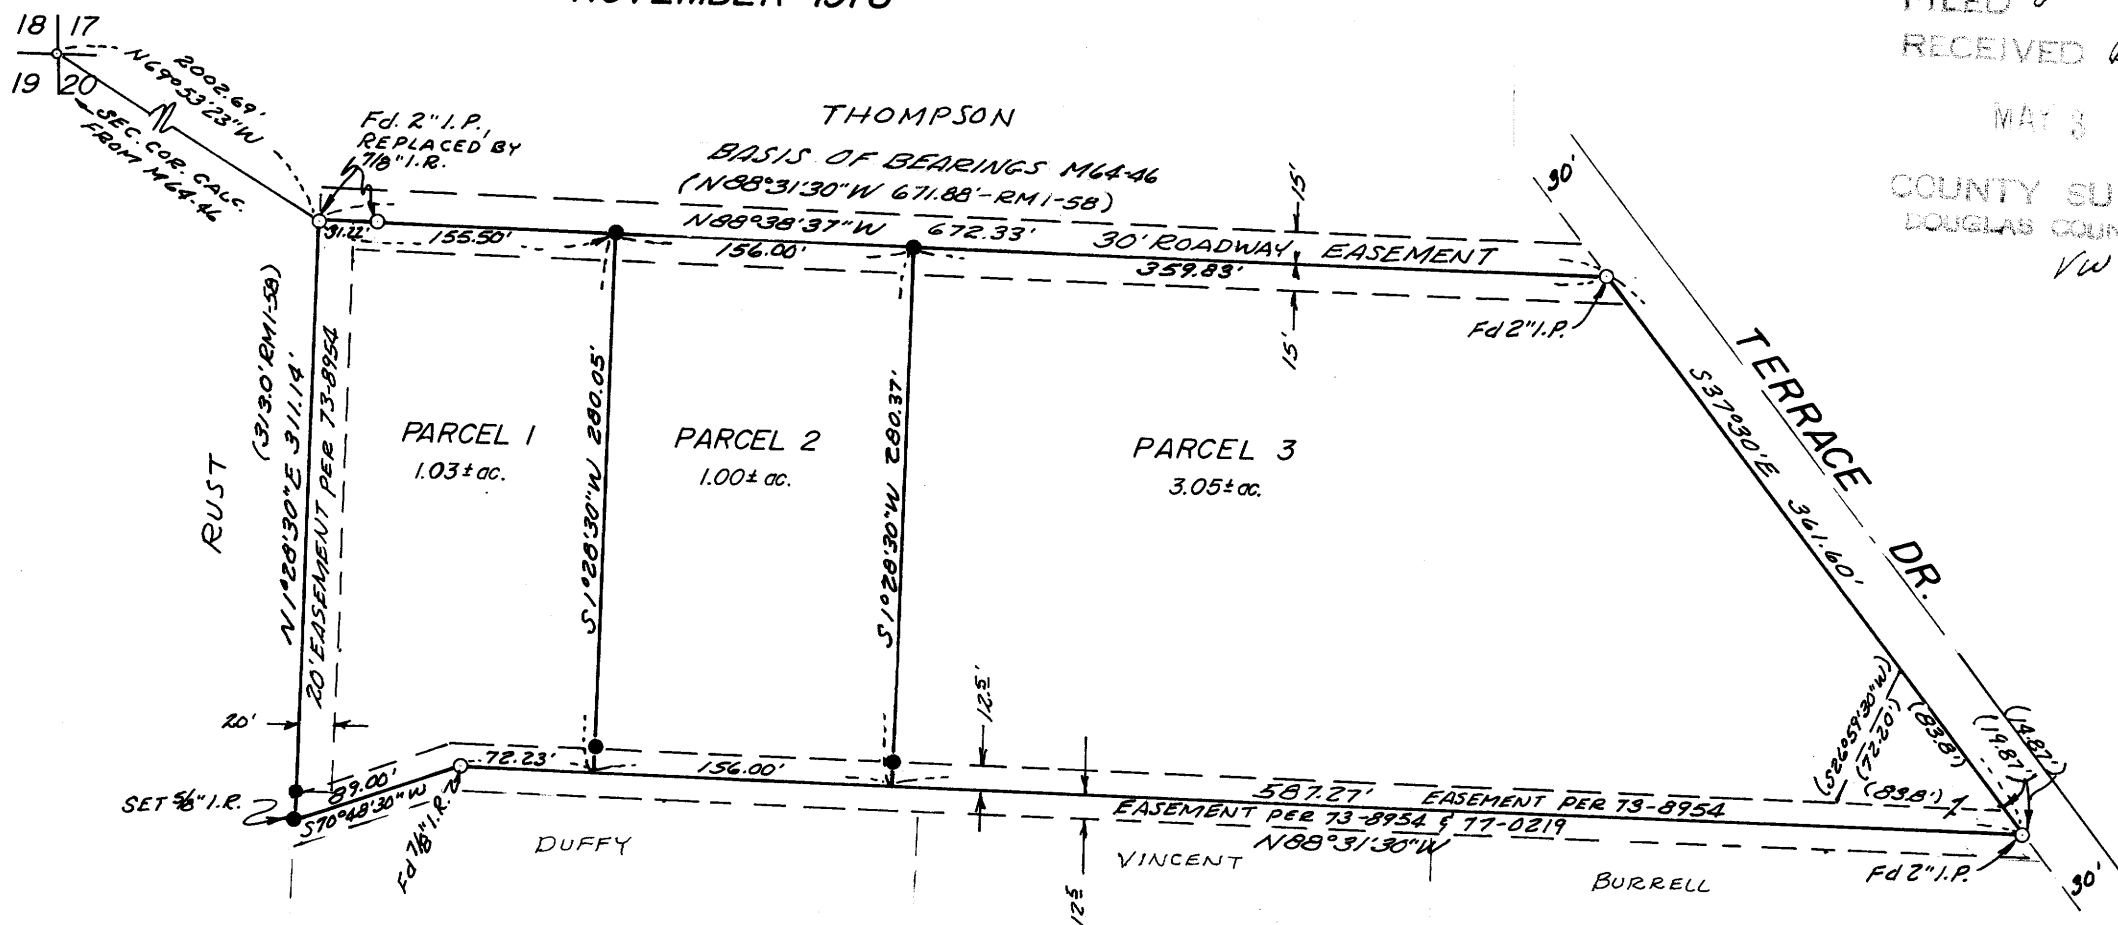 NOVEMBER 1978
FILED
RECEIVED
MAY 3
COUNTY SU
DOUGLAS COUN
VW
18 17
19 20
2002.69'
N69°53'23"W
SEC. COR. CALC.
FROM M64-46
Fd. 2" I.P.,
REPLACED BY
7/8" I.R.
THOMPSON
BASIS OF BEARINGS M64-46
(N88°31'30"W 671.88'-RM1-58)
N88°38'37"W 672.33'
30' ROADWAY EASEMENT
15'
15'
30'
31.22'
155.50'
156.00'
359.83'
Fd 2" I.P.
TERRACE DR.
S37°30'E 361.60'
RUST
(313.0' RM1-58)
N1°28'30"E 311.14'
20' EASEMENT PER 73-8954
PARCEL 1
1.03± ac.
S1°28'30"W 280.05'
PARCEL 2
1.00± ac.
S1°28'30"W 280.37'
PARCEL 3
3.05± ac.
20'
SET 5/8" I.R.
89.00'
S70°48'30"W
Fd 7/8" I.R.
72.23'
156.00'
12.5'
12.5
587.27'
EASEMENT PER 73-8954
EASEMENT PER 73-8954 & 77-0219
N88°31'30"W
(S26°59'30"W)
(72.20')
(83.8')
(83.8')
(19.87')
(14.87')
DUFFY
VINCENT
BURRELL
Fd 2" I.P.
30'